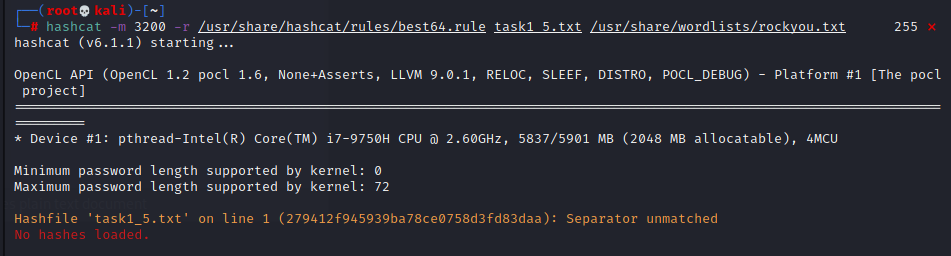 ┌──(root💀kali)-[~]
└─# hashcat -m 3200 -r /usr/share/hashcat/rules/best64.rule task1_5.txt /usr/share/wordlists/rockyou.txt 255 ⨯
hashcat (v6.1.1) starting...
OpenCL API (OpenCL 1.2 pocl 1.6, None+Asserts, LLVM 9.0.1, RELOC, SLEEF, DISTRO, POCL_DEBUG) - Platform #1 [The pocl
project]
* Device #1: pthread-Intel(R) Core(TM) i7-9750H CPU @ 2.60GHz, 5837/5901 MB (2048 MB allocatable), 4MCU
Minimum password length supported by kernel: 0
Maximum password length supported by kernel: 72
Hashfile 'task1_5.txt' on line 1 (279412f945939ba78ce0758d3fd83daa): Separator unmatched
No hashes loaded.